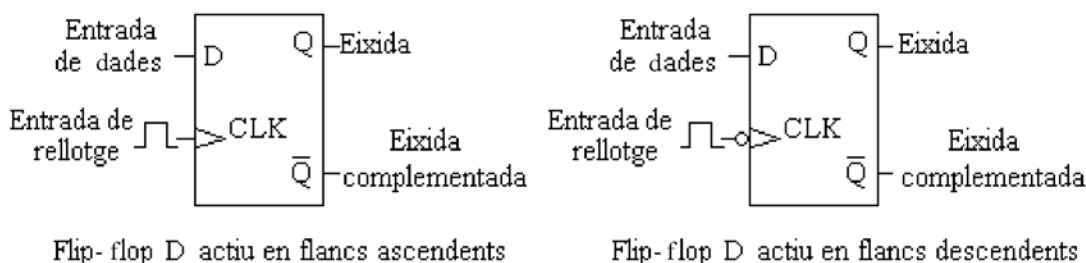 Entrada
de dades
D
Q
Eixida
Entrada de
rellotge
CLK
Q
Eixida
complementada
Flip-flop D actiu en flancs ascendents
Entrada
de dades
D
Q
Eixida
Entrada de
rellotge
CLK
Q
Eixida
complementada
Flip-flop D actiu en flancs descendents